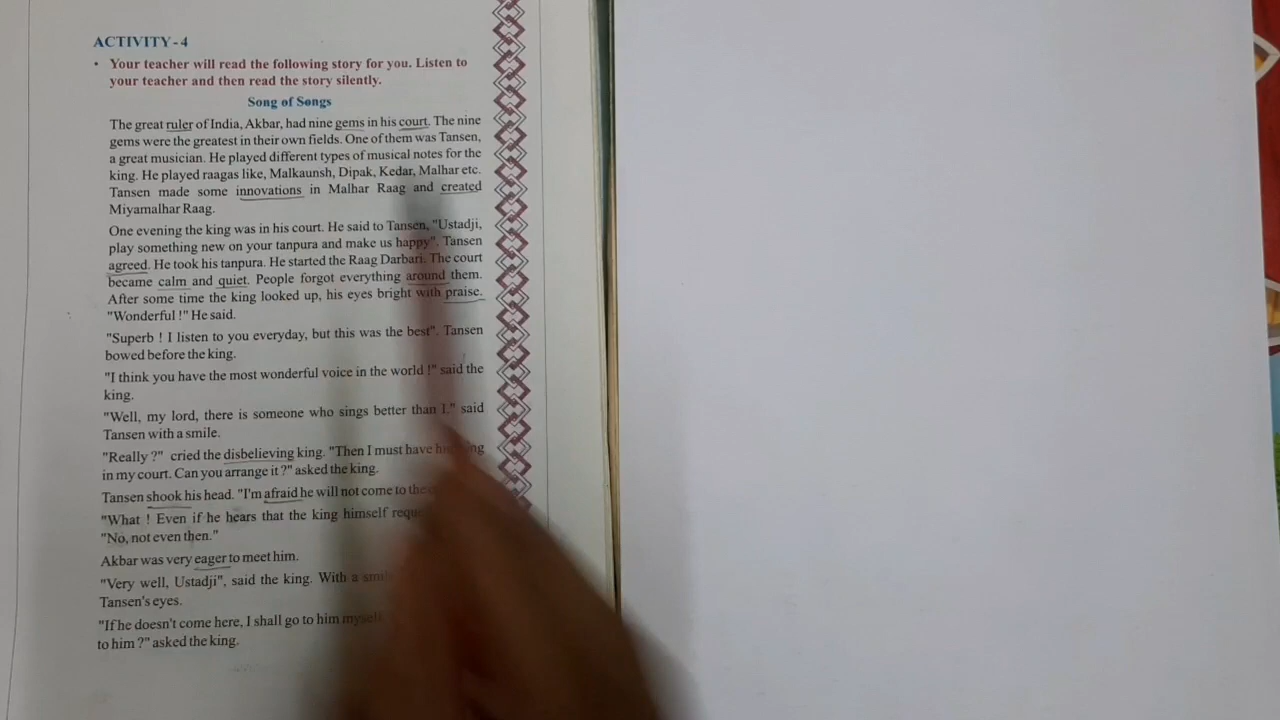 ACTIVITY - 4
• Your teacher will read the following story for you. Listen to
your teacher and then read the story silently.
Song of Songs
The great ruler of India, Akbar, had nine gems in his court. The nine
gems were the greatest in their own fields. One of them was Tansen,
a great musician. He played different types of musical notes for the
king. He played raagas like, Malkaunsh, Dipak, Kedar, Malhar etc.
Tansen made some innovations in Malhar Raag and created
Miyamalhar Raag.
One evening the king was in his court. He said to Tansen, "Ustadji,
play something new on your tanpura and make us happy". Tansen
agreed. He took his tanpura. He started the Raag Darbari. The court
became calm and quiet. People forgot everything around them.
After some time the king looked up, his eyes bright with praise.
"Wonderful !" He said.
"Superb ! I listen to you everyday, but this was the best". Tansen
bowed before the king.
"I think you have the most wonderful voice in the world !" said the
king.
"Well, my lord, there is someone who sings better than I." said
Tansen with a smile.
"Really ?" cried the disbelieving king. "Then I must have
in my court. Can you arrange it ?" asked the king.
Tansen shook his head. "I'm afraid he will not come to the
"What ! Even if he hears that the king himself
"No, not even then."
Akbar was very eager to meet him.
"Very well, Ustadji", said the king. With a
Tansen's eyes.
"If he doesn't come here, I shall go to him myself.
to him ?" asked the king.